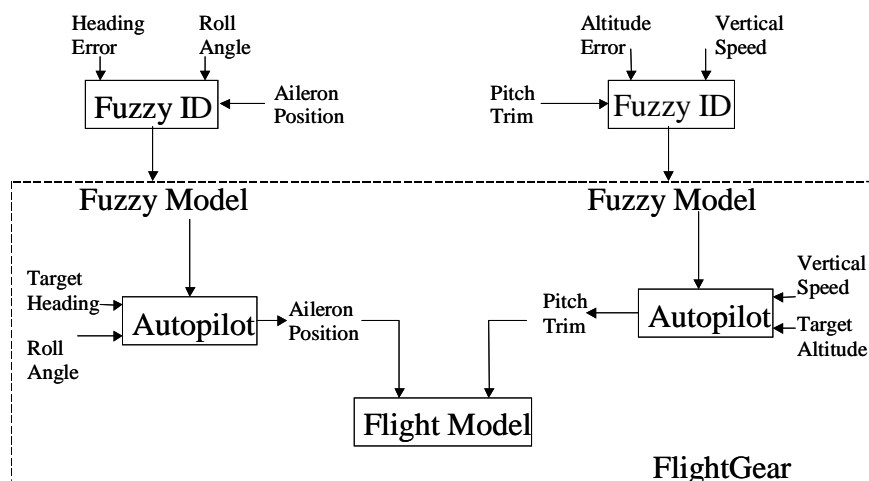 Heading
Error
Roll
Angle
Altitude
Error
Vertical
Speed
Fuzzy ID
Aileron
Position
Pitch
Trim
Fuzzy ID
Fuzzy Model
Fuzzy Model
Target
Heading
Roll
Angle
Autopilot
Aileron
Position
Pitch
Trim
Autopilot
Vertical
Speed
Target
Altitude
Flight Model
FlightGear